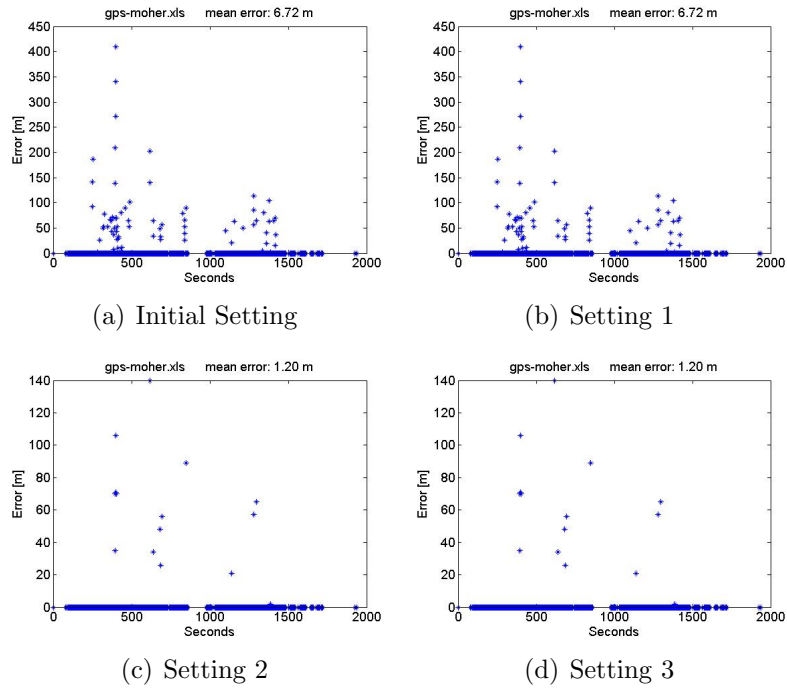 gps-moher.xls mean error: 6.72 m
450
400
350
300
250
200
150
100
50
0
Error [m]
0 500 1000 1500 2000
Seconds
(a) Initial Setting
gps-moher.xls mean error: 6.72 m
450
400
350
300
250
200
150
100
50
0
Error [m]
0 500 1000 1500 2000
Seconds
(b) Setting 1
gps-moher.xls mean error: 1.20 m
140
120
100
80
60
40
20
0
Error [m]
0 500 1000 1500 2000
Seconds
(c) Setting 2
gps-moher.xls mean error: 1.20 m
140
120
100
80
60
40
20
0
Error [m]
0 500 1000 1500 2000
Seconds
(d) Setting 3